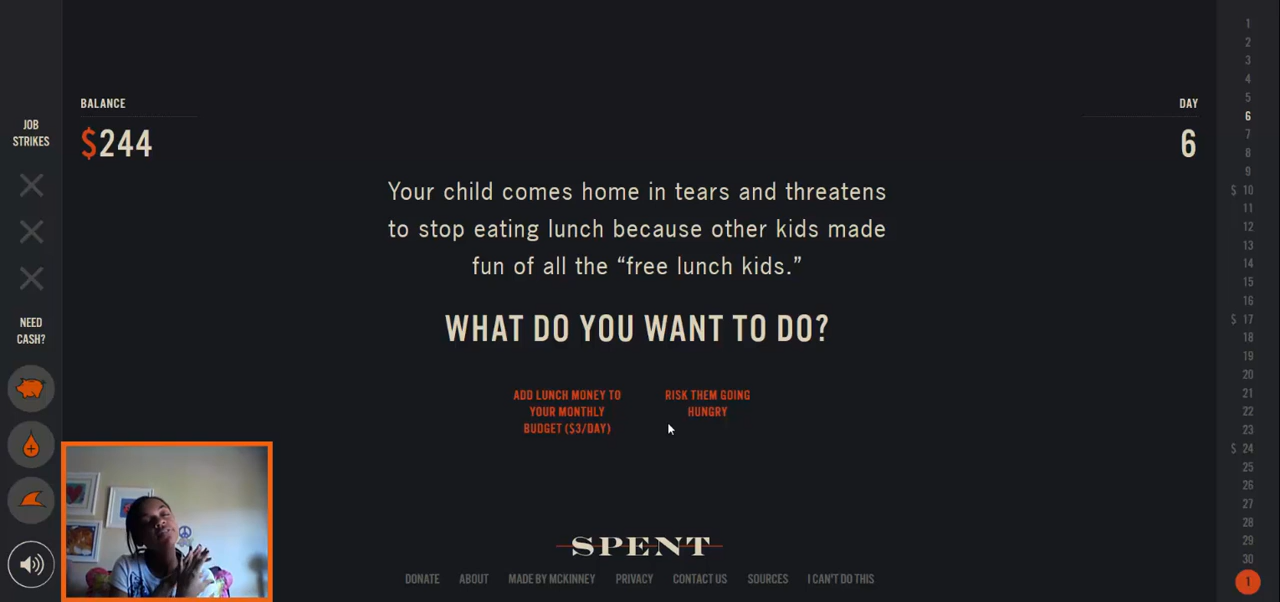 BALANCE
$244
DAY
6
JOB
STRIKES
NEED
CASH?
Your child comes home in tears and threatens
to stop eating lunch because other kids made
fun of all the “free lunch kids.”
WHAT DO YOU WANT TO DO?
ADD LUNCH MONEY TO
YOUR MONTHLY
BUDGET ($3/DAY)
RISK THEM GOING
HUNGRY
SPENT
DONATE ABOUT MADE BY MCKINNEY PRIVACY CONTACT US SOURCES I CAN'T DO THIS
1
2
3
4
5
6
7
8
9
$ 10
11
12
13
14
15
16
$ 17
18
19
20
21
22
23
$ 24
25
26
27
28
29
30
1